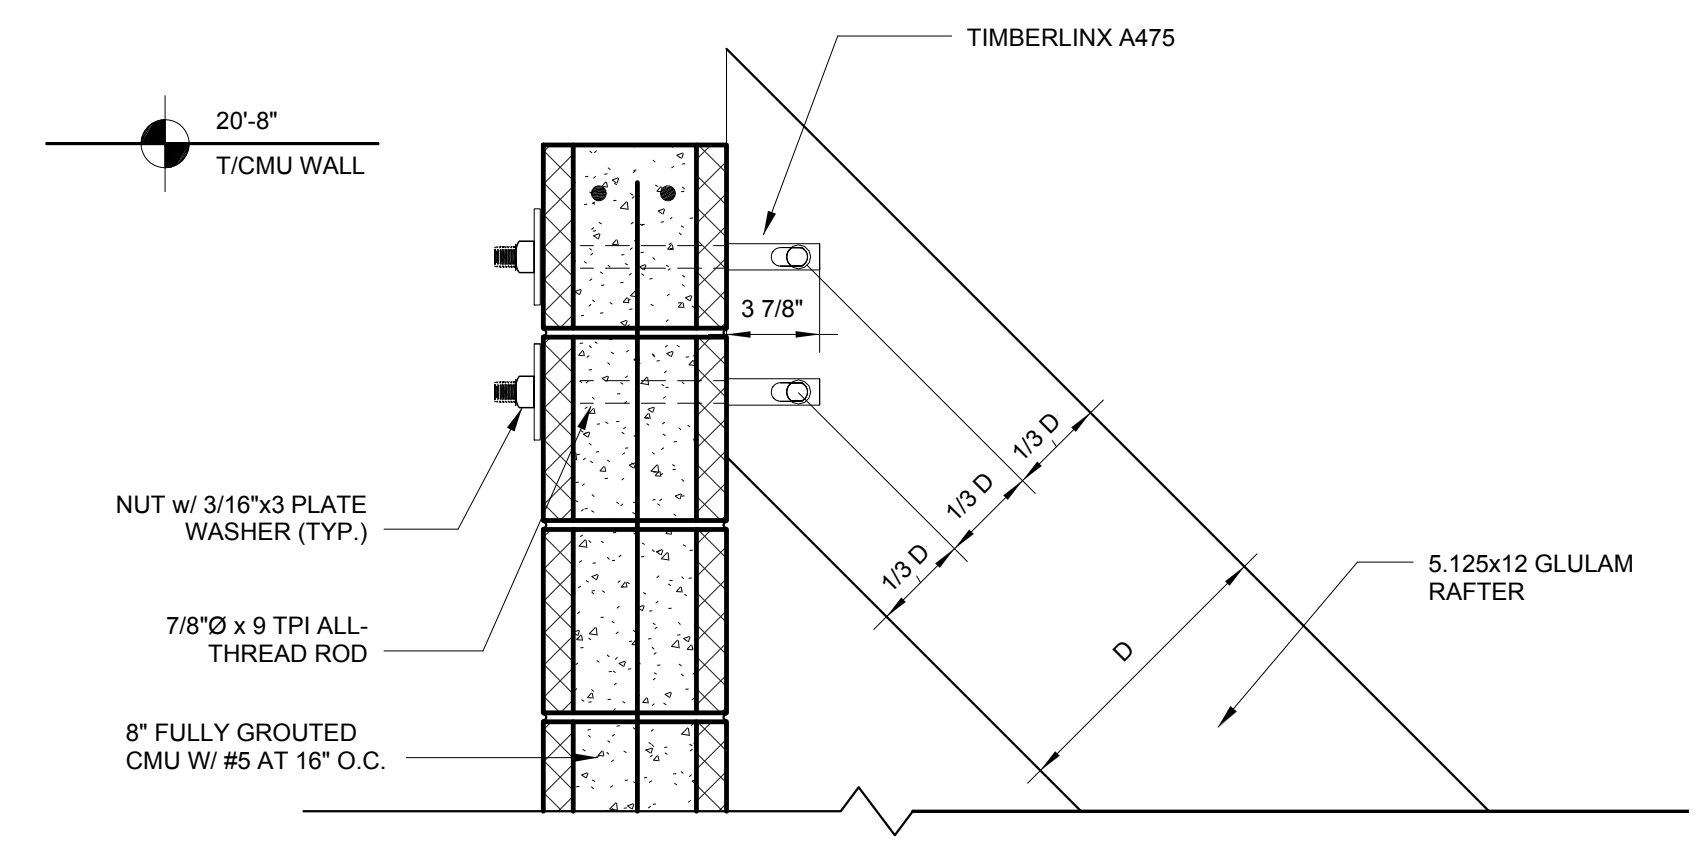 TIMBERLINX A475
20'-8"
T/CMU WALL
3 7/8"
1/3 D
1/3 D
1/3 D
NUT w/ 3/16"x3 PLATE
WASHER (TYP.)
5.125x12 GLULAM
RAFTER
7/8"Ø x 9 TPI ALL-
THREAD ROD
D
8" FULLY GROUTED
CMU W/ #5 AT 16" O.C.